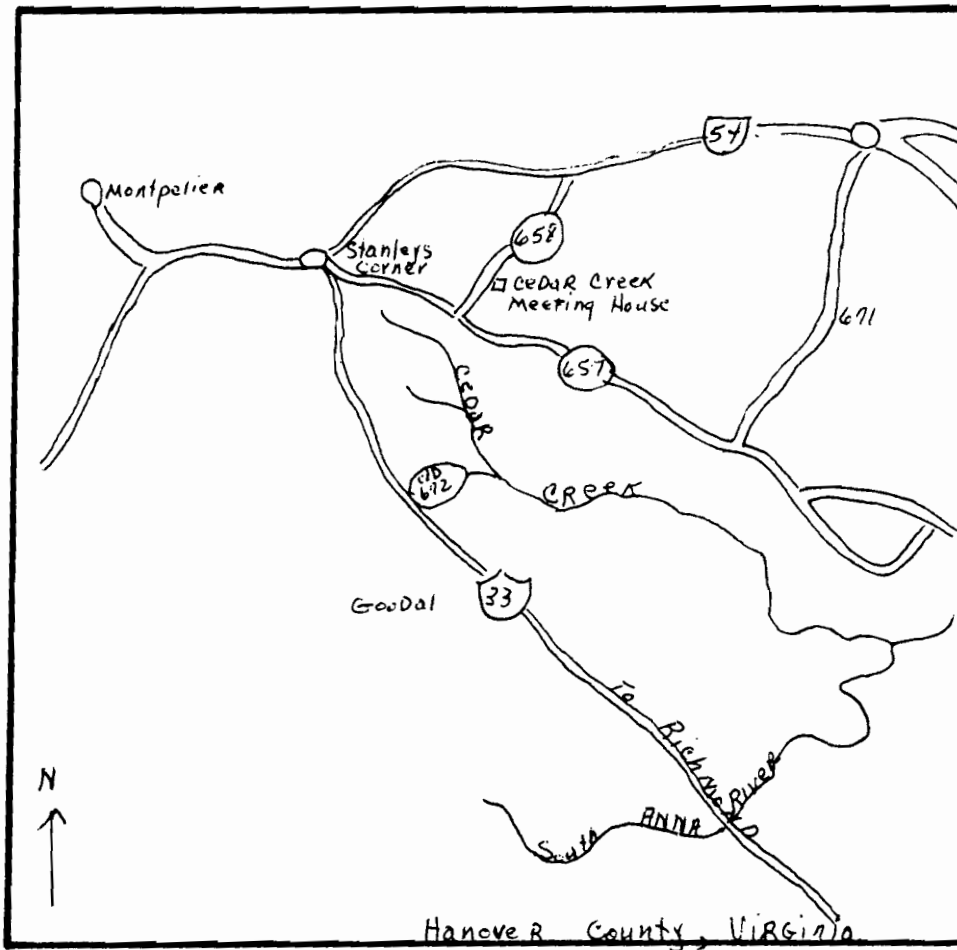 54
Montpelier
658
Stanleys
Corner
CeDaR Creek
Meeting House
671
657
CeDaR
672
CReeK
GooDal
33
To RichmonD
N
South ANNA RiveR
HanoveR County, ViRGinia